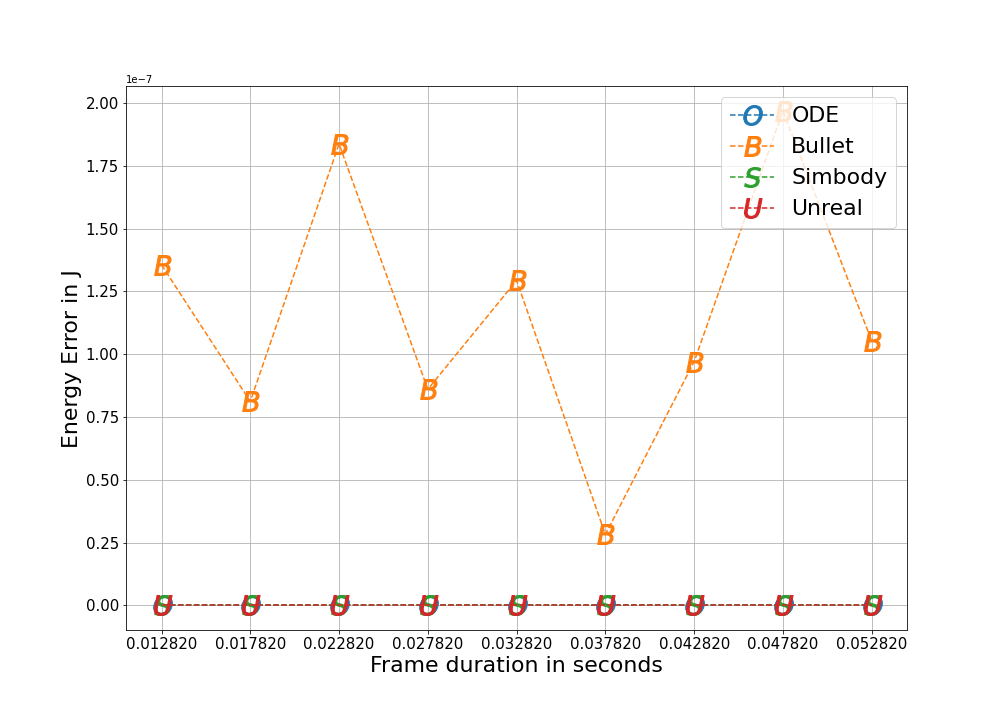 1e−7
2.00
1.75
1.50
1.25
1.00
0.75
0.50
0.25
0.00
Energy Error in J
O ODE
B Bullet
S Simbody
U Unreal
B B B B B B B B B
U U U U U U U U U
0.012820 0.017820 0.022820 0.027820 0.032820 0.037820 0.042820 0.047820 0.052820
Frame duration in seconds